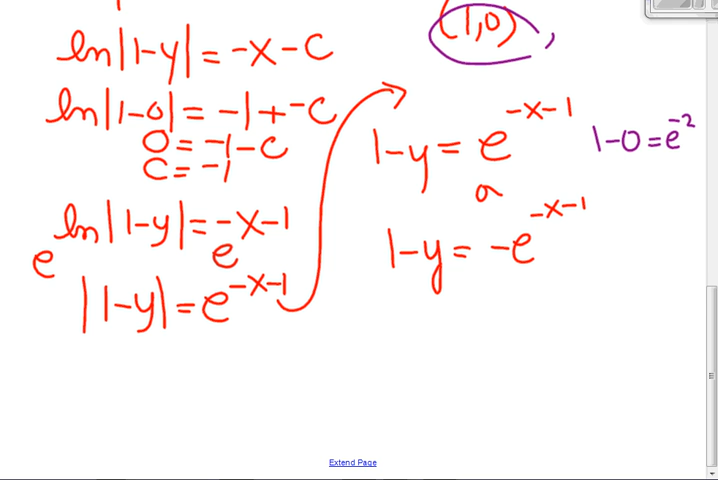 ln|1-y| = -x - C
ln|1-0| = -1 + -C
0 = -1 - C
C = -1
ln|1-y| = -x-1
e e
|1-y| = e^{-x-1}
(1,0) ,
1-y = e^{-x-1}
or
1-y = -e^{-x-1}
1-0 = e^{-2}
Extend Page